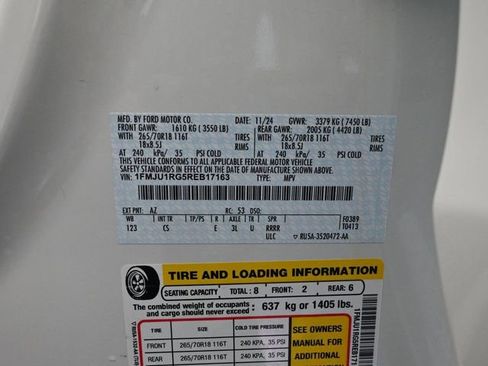 MFD. BY FORD MOTOR CO. 11/24 GVWR: 3379 KG ( 7450 LB)
FRONT GAWR: 1610 KG ( 3550 LB) REAR GAWR: 2005 KG ( 4420 LB)
WITH 265/70R18 116T TIRES WITH 265/70R18 116T TIRES
18x8.5J RIMS 18x8.5J RIMS
AT 240 kPa/ 35 PSI COLD AT 240 kPa/ 35 PSI COLD
THIS VEHICLE CONFORMS TO ALL APPLICABLE FEDERAL MOTOR VEHICLE
SAFETY STANDARDS IN EFFECT ON THE DATE OF MANUFACTURE SHOWN ABOVE.
VIN: 1FMJU1RG5REB17163 TYPE: MPV
EXT PNT: AZ RC: 53 DSO:
WB INT TR TP/PS R AXLE TR SPR F0389
123 CS E 3L U RRRR T0413
ULC ▽ RU5A-3520472-AA
TIRE AND LOADING INFORMATION
SEATING CAPACITY TOTAL: 8 FRONT: 2 REAR: 6
The combined weight of occupants and cargo should never exceed: 637 kg or 1405 lbs.
TIRE SIZE COLD TIRE PRESSURE
FRONT 265/70R18 116T 240 KPA, 35 PSI
REAR 265/70R18 116T 240 KPA, 35 PSI
SEE OWNERS
MANUAL FOR
ADDITIONAL
1FMJU1RG5REB171